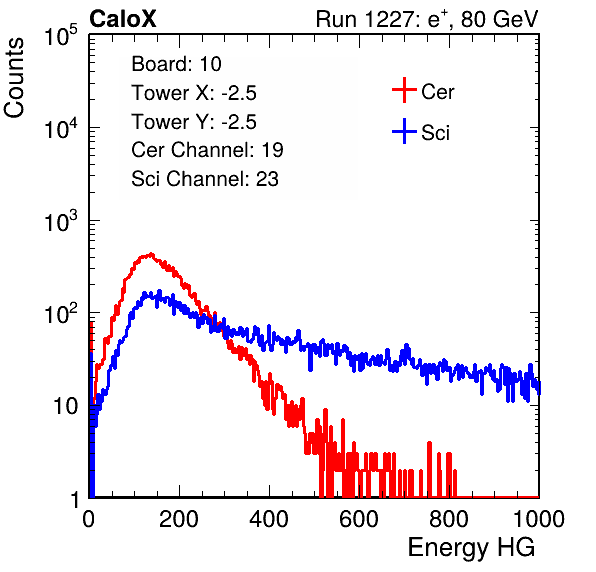 CaloX Run 1227: e⁺, 80 GeV
Counts
Board: 10
Tower X: -2.5
Tower Y: -2.5
Cer Channel: 19
Sci Channel: 23
Cer
Sci
10⁵
10⁴
10³
10²
10
1
0 200 400 600 800 1000
Energy HG